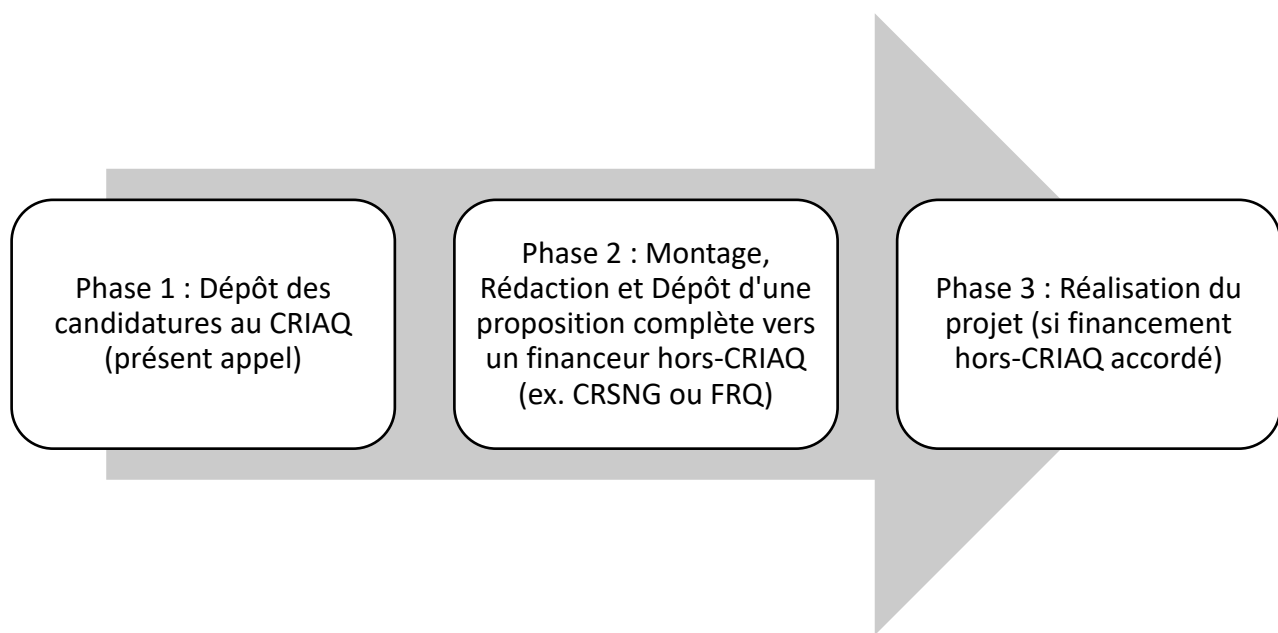 Phase 1 : Dépôt des
candidatures au CRIAQ
(présent appel)
Phase 2 : Montage,
Rédaction et Dépôt d'une
proposition complète vers
un financeur hors-CRIAQ
(ex. CRSNG ou FRQ)
Phase 3 : Réalisation du
projet (si financement
hors-CRIAQ accordé)